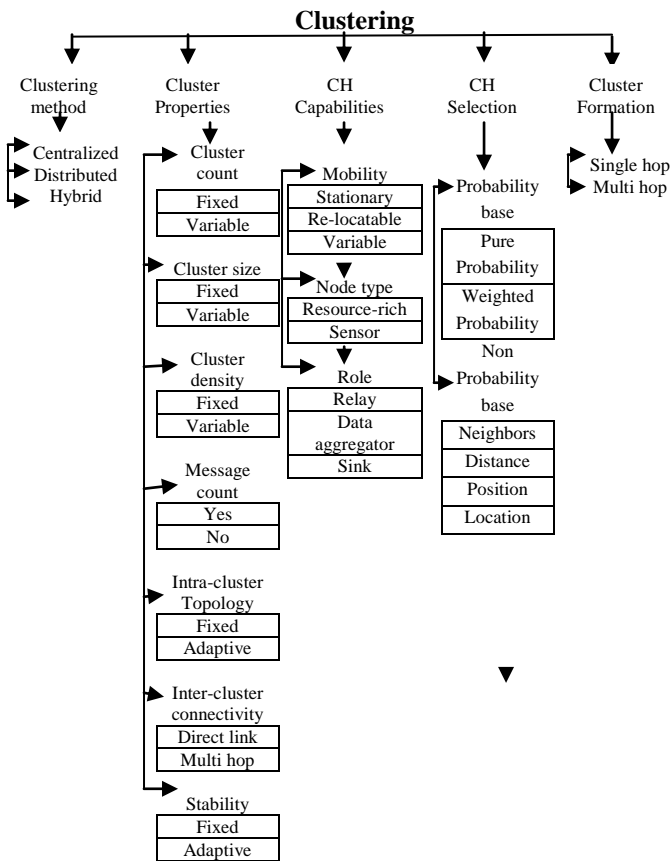 Clustering
Clustering
method
Centralized
Distributed
Hybrid
Cluster
Properties
Cluster
count
Fixed
Variable
Cluster size
Fixed
Variable
Cluster
density
Fixed
Variable
Message
count
Yes
No
Intra-cluster
Topology
Fixed
Adaptive
Inter-cluster
connectivity
Direct link
Multi hop
Stability
Fixed
Adaptive
CH
Capabilities
Mobility
Stationary
Re-locatable
Variable
Node type
Resource-rich
Sensor
Role
Relay
Data
aggregator
Sink
CH
Selection
Probability
base
Pure
Probability
Weighted
Probability
Non
Probability
base
Neighbors
Distance
Position
Location
Cluster
Formation
Single hop
Multi hop